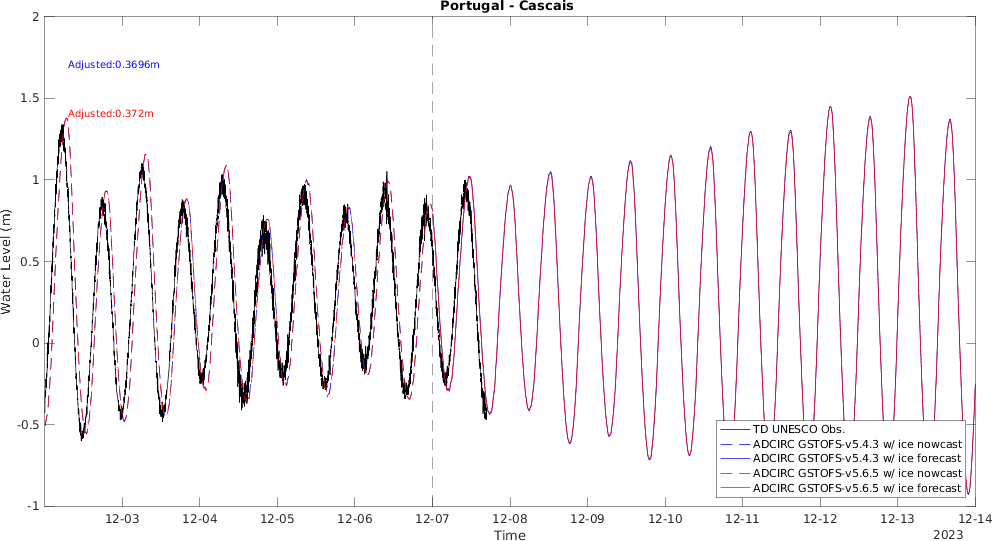 Portugal - Cascais
2
Adjusted:0.3696m
1.5
Adjusted:0.372m
1
0.5
0
-0.5
-1
Water Level (m)
TD UNESCO Obs.
ADCIRC GSTOFS-v5.4.3 w/ ice nowcast
ADCIRC GSTOFS-v5.4.3 w/ ice forecast
ADCIRC GSTOFS-v5.6.5 w/ ice nowcast
ADCIRC GSTOFS-v5.6.5 w/ ice forecast
12-03 12-04 12-05 12-06 12-07 12-08 12-09 12-10 12-11 12-12 12-13 12-14
Time
2023